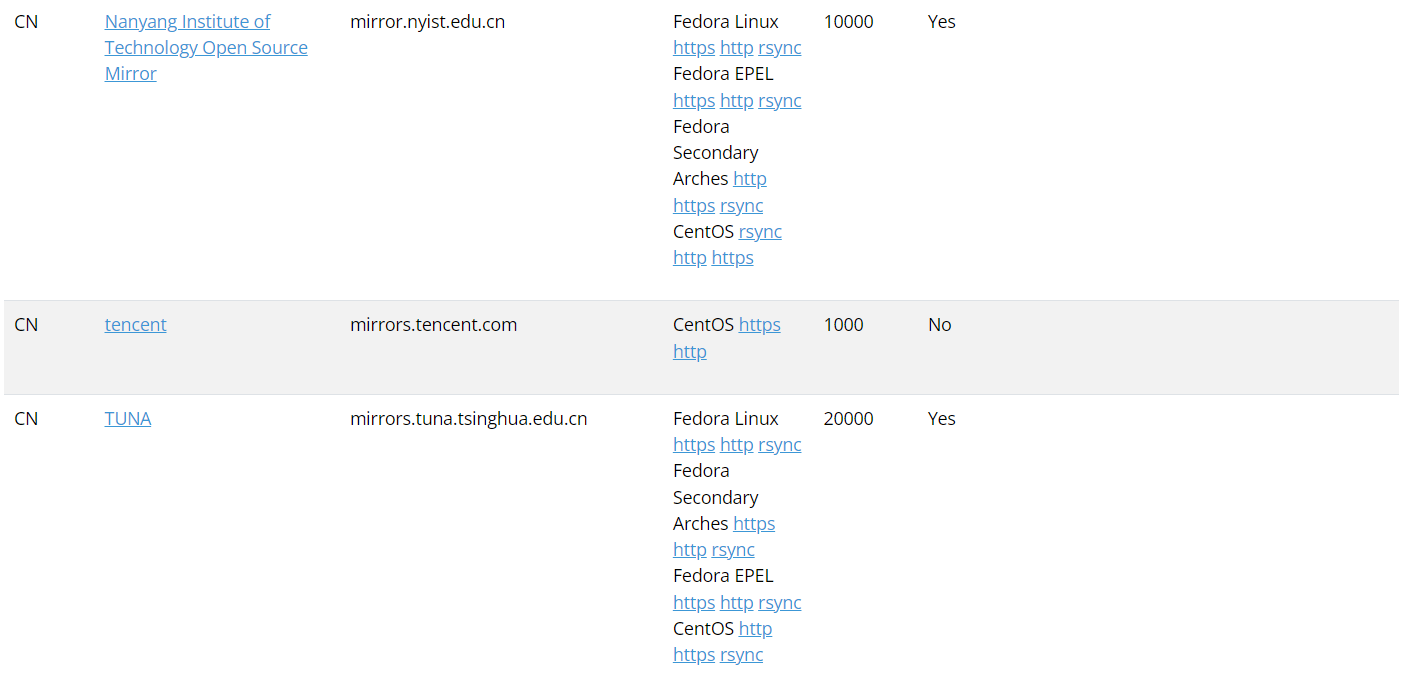 CN Nanyang Institute of Technology Open Source Mirror mirror.nyist.edu.cn Fedora Linux 10000 Yes
https http rsync
Fedora EPEL
https http rsync
Fedora
Secondary
Arches http
https rsync
CentOS rsync
http https
CN tencent mirrors.tencent.com CentOS https 1000 No
http
CN TUNA mirrors.tuna.tsinghua.edu.cn Fedora Linux 20000 Yes
https http rsync
Fedora
Secondary
Arches https
http rsync
Fedora EPEL
https http rsync
CentOS http
https rsync